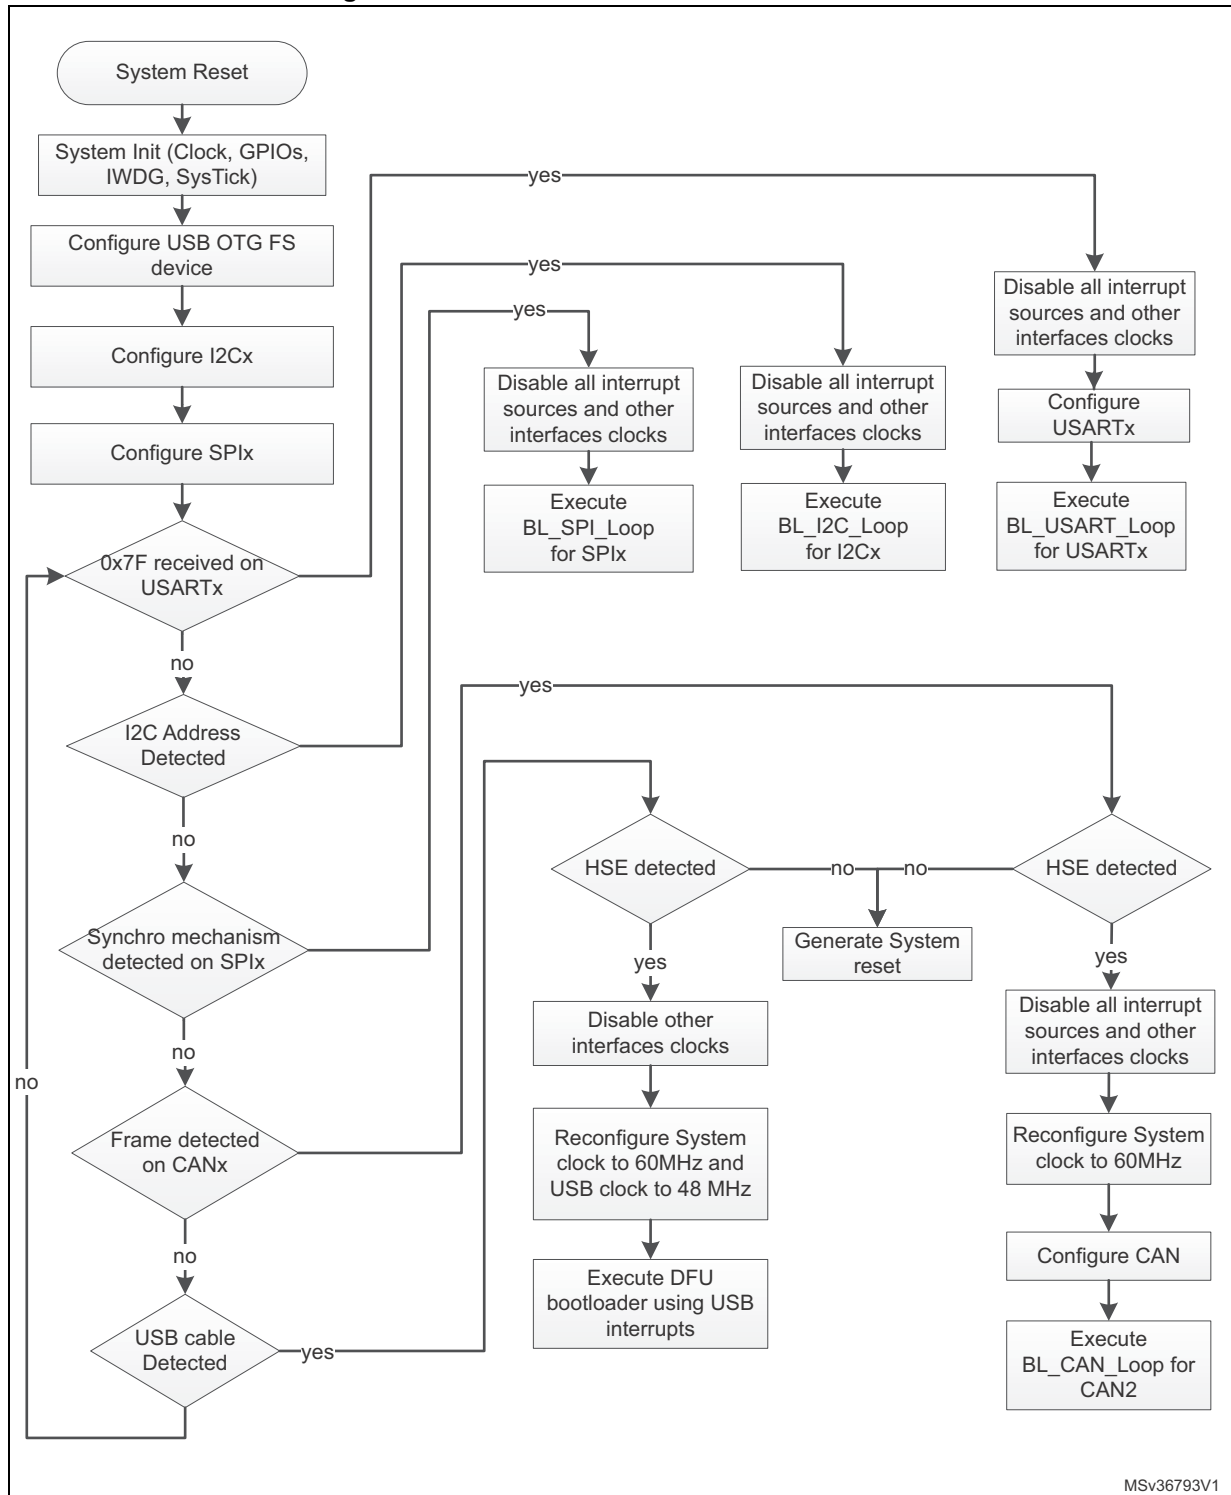 System Reset
System Init (Clock, GPIOs,
IWDG, SysTick)
Configure USB OTG FS
device
Configure I2Cx
Configure SPIx
0x7F received on
USARTx
no
I2C Address
Detected
no
Synchro mechanism
detected on SPIx
no
Frame detected
on CANx
no
USB cable
Detected
no
yes
yes
yes
yes
yes
Disable all interrupt
sources and other
interfaces clocks
Execute
BL_SPI_Loop
for SPIx
Disable all interrupt
sources and other
interfaces clocks
Execute
BL_I2C_Loop
for I2Cx
Disable all interrupt
sources and other
interfaces clocks
Configure
USARTx
Execute
BL_USART_Loop
for USARTx
HSE detected
no
no
HSE detected
Generate System
reset
yes
Disable other
interfaces clocks
Reconfigure System
clock to 60MHz and
USB clock to 48 MHz
Execute DFU
bootloader using USB
interrupts
yes
Disable all interrupt
sources and other
interfaces clocks
Reconfigure System
clock to 60MHz
Configure CAN
Execute
BL_CAN_Loop for
CAN2
MSv36793V1